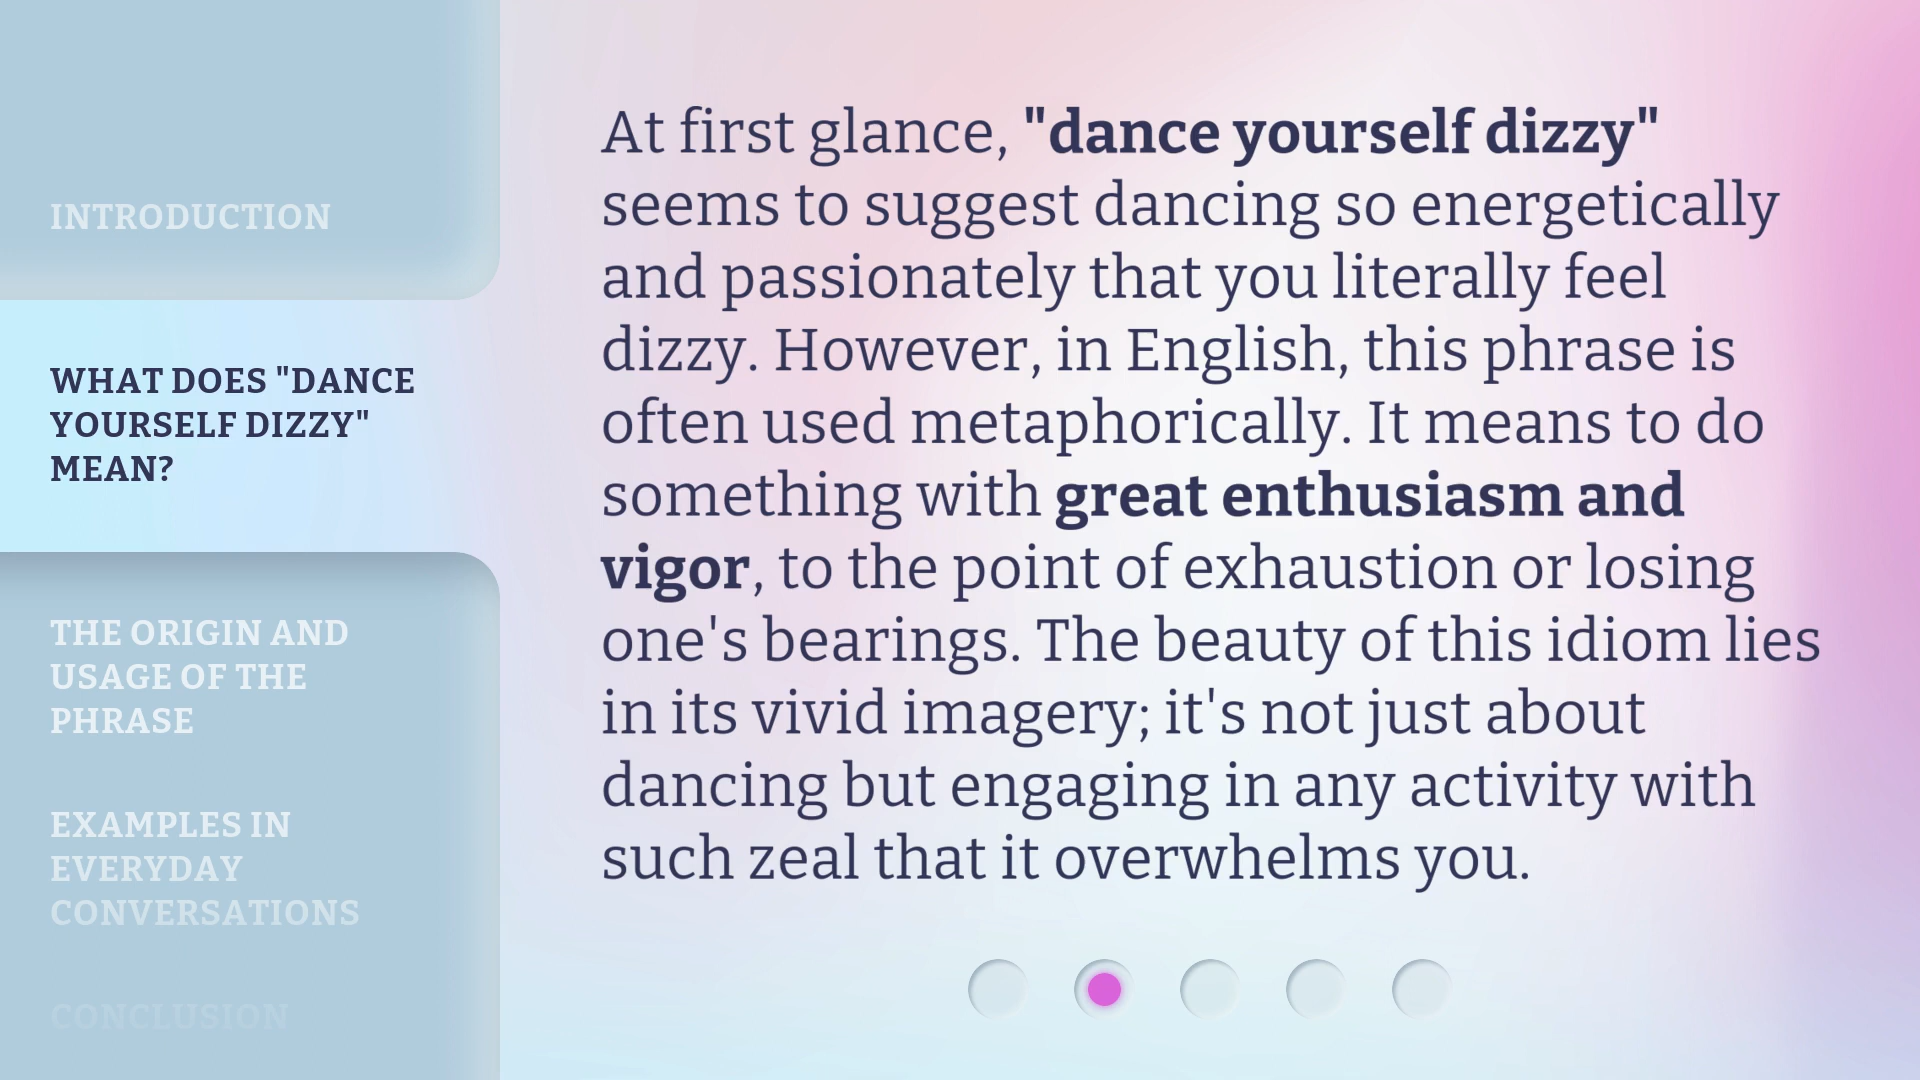 INTRODUCTION
WHAT DOES "DANCE
YOURSELF DIZZY"
MEAN?
THE ORIGIN AND
USAGE OF THE
PHRASE
EXAMPLES IN
EVERYDAY
CONVERSATIONS
CONCLUSION
At first glance, "dance yourself dizzy"
seems to suggest dancing so energetically
and passionately that you literally feel
dizzy. However, in English, this phrase is
often used metaphorically. It means to do
something with great enthusiasm and
vigor, to the point of exhaustion or losing
one's bearings. The beauty of this idiom lies
in its vivid imagery; it's not just about
dancing but engaging in any activity with
such zeal that it overwhelms you.